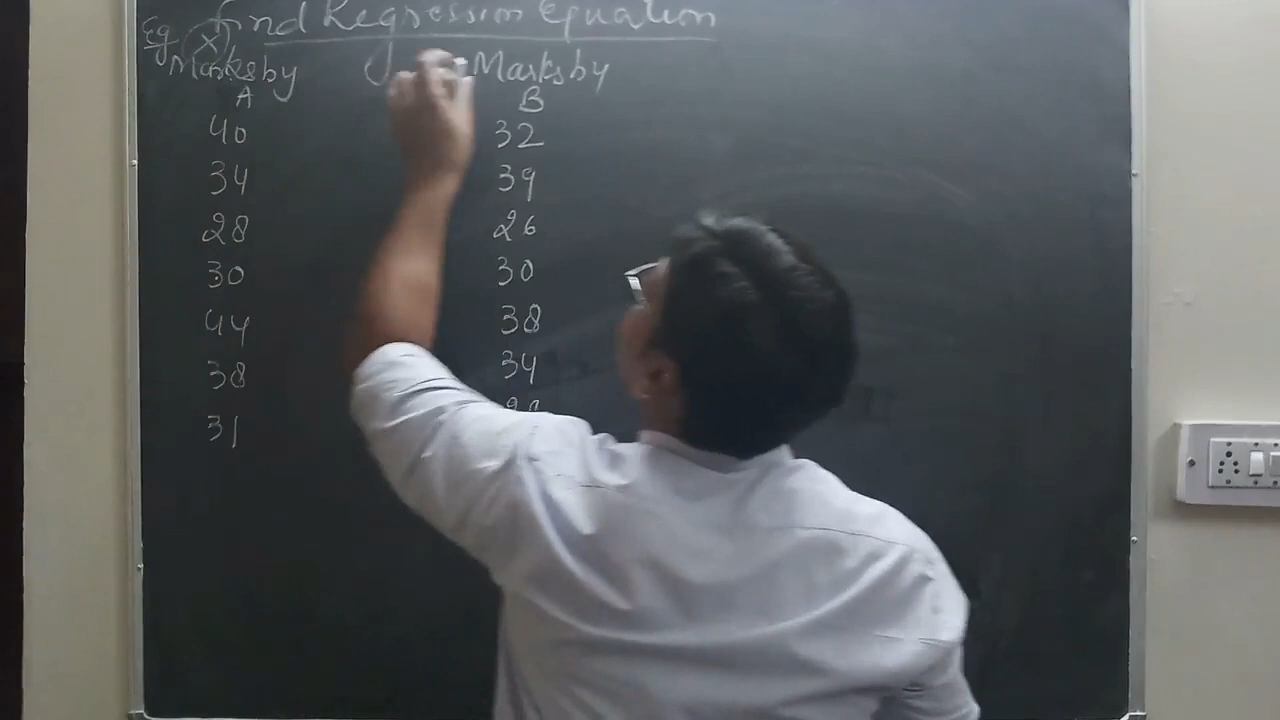 Find Regression Equation
Eg X
Marks by A Marks by B
40 32
34 39
28 26
30 30
44 38
38 34
31